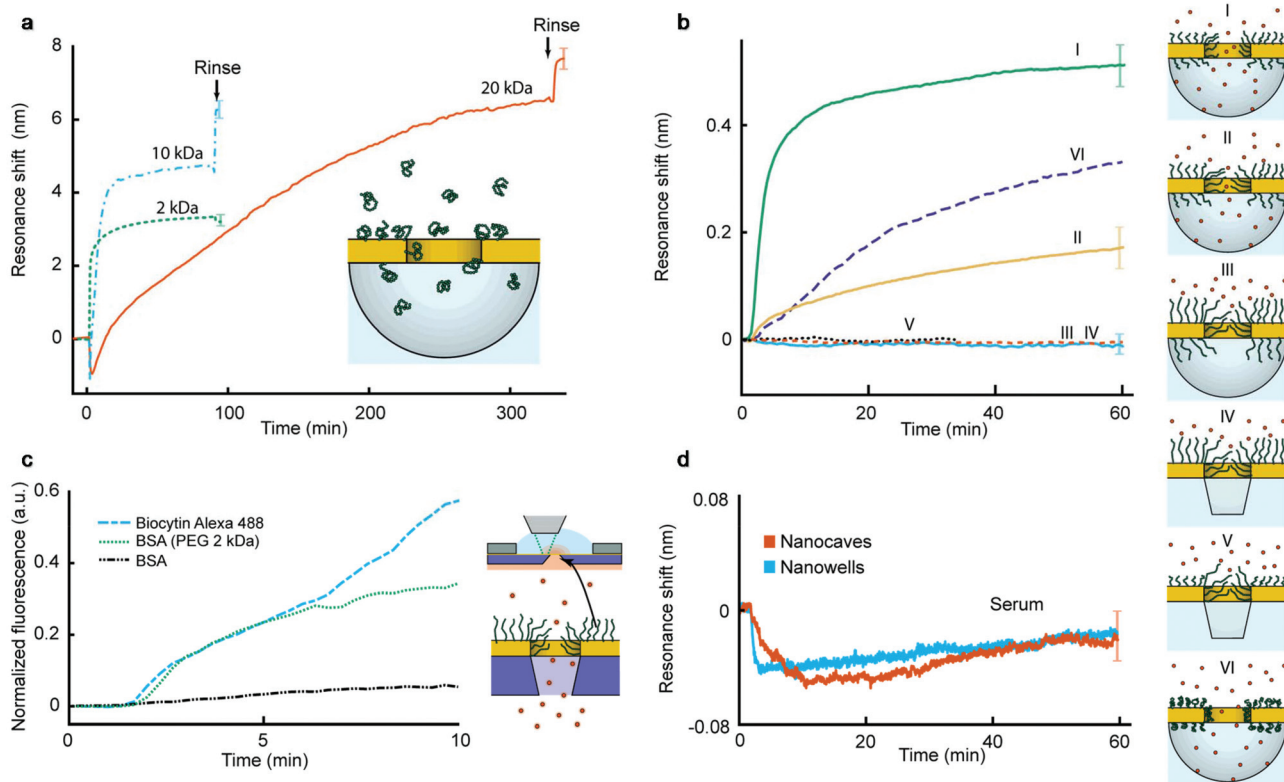 a
Rinse
Rinse
20 kDa
10 kDa
2 kDa
8
6
4
2
0
Resonance shift (nm)
0
100
200
300
Time (min)
b
I
VI
II
V
III IV
0.4
0.2
0
Resonance shift (nm)
0
20
40
60
Time (min)
I
II
III
IV
V
VI
c
0.6
0.4
0.2
0
Normalized fluorescence (a.u.)
Biocytin Alexa 488
BSA (PEG 2 kDa)
BSA
0
5
10
Time (min)
d
0.08
0
-0.08
Resonance shift (nm)
Nanocaves
Nanowells
Serum
0
20
40
60
Time (min)